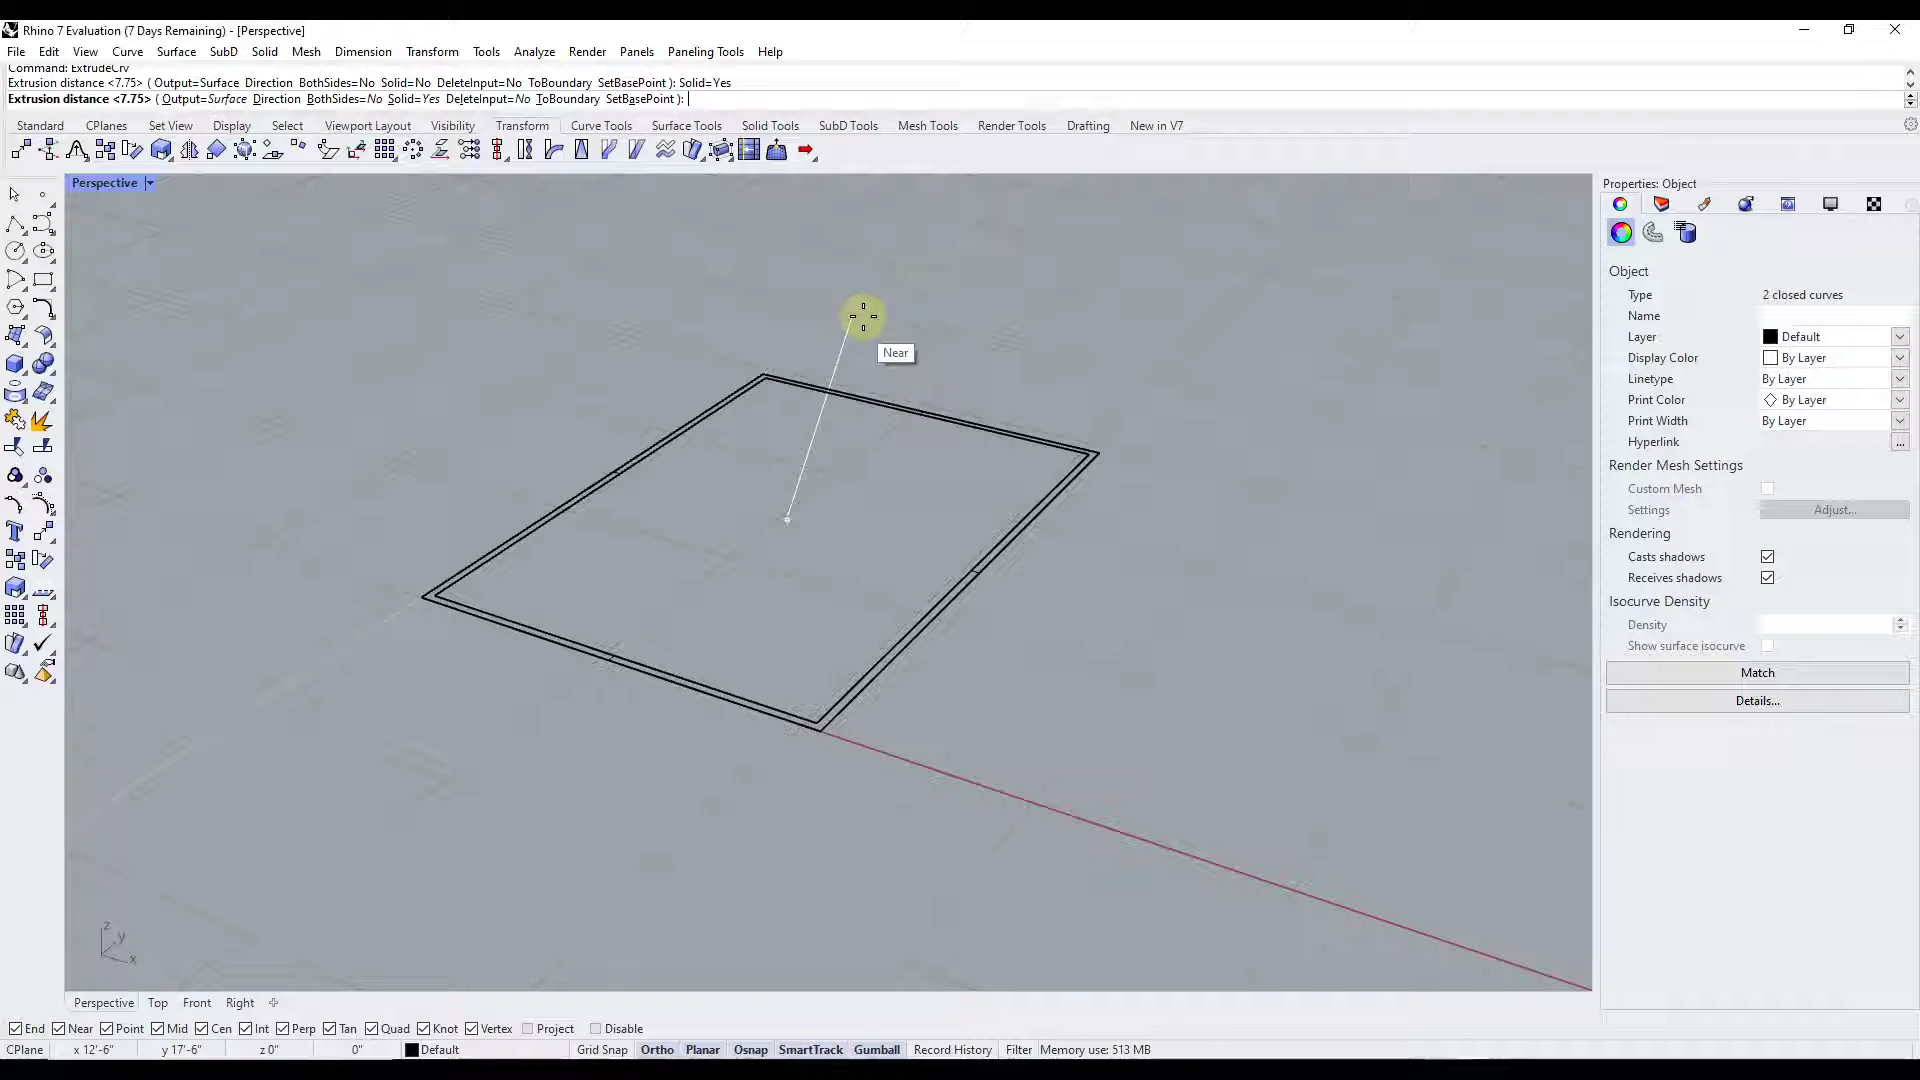 Rhino 7 Evaluation (7 Days Remaining) - [Perspective]
File Edit View Curve Surface SubD Solid Mesh Dimension Transform Tools Analyze Render Panels Paneling Tools Help
Command: ExtrudeCrv
Extrusion distance <7.75> ( Output=Surface Direction BothSides=No Solid=No DeleteInput=No ToBoundary SetBasePoint ): Solid=Yes
Extrusion distance <7.75> ( Output=Surface Direction BothSides=No Solid=Yes DeleteInput=No ToBoundary SetBasePoint ):
Standard CPlanes Set View Display Select Viewport Layout Visibility Transform Curve Tools Surface Tools Solid Tools SubD Tools Mesh Tools Render Tools Drafting New in V7
Perspective
Near
z
y
x
Properties: Object
Object
Type 2 closed curves
Name
Layer Default
Display Color By Layer
Linetype By Layer
Print Color By Layer
Print Width By Layer
Hyperlink ...
Render Mesh Settings
Custom Mesh
Settings Adjust...
Rendering
Casts shadows
Receives shadows
Isocurve Density
Density
Show surface isocurve
Match
Details...
Perspective Top Front Right
End Near Point Mid Cen Int Perp Tan Quad Knot Vertex Project Disable
CPlane x 12'-6" y 17'-6" z 0" 0" Default Grid Snap Ortho Planar Osnap SmartTrack Gumball Record History Filter Memory use: 513 MB